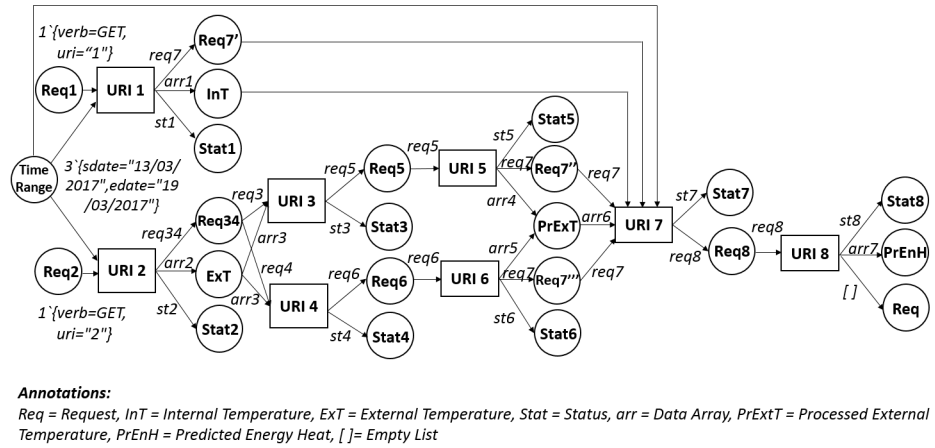 1`{verb=GET,
uri=“1"}
Req1
URI 1
req7
arr1
st1
Req7’
InT
Stat1
Time
Range
3`{sdate="13/03/
2017",edate="19
/03/2017"}
Req2
URI 2
1`{verb=GET,
uri="2"}
req34
arr2
st2
Req34
ExT
Stat2
req3
arr3
req4
arr3
URI 3
URI 4
req5
st3
req6
st4
Req5
Stat3
Req6
Stat4
req5
req6
URI 5
URI 6
st5
req7
arr4
arr5
req7
st6
Stat5
Req7’’
PrExT
Req7’’’
Stat6
req7
arr6
req7
URI 7
st7
req8
Stat7
Req8
req8
URI 8
st8
arr7
[ ]
Stat8
PrEnH
Req
Annotations:
Req = Request, InT = Internal Temperature, ExT = External Temperature, Stat = Status, arr = Data Array, PrExtT = Processed External
Temperature, PrEnH = Predicted Energy Heat, [ ]= Empty List